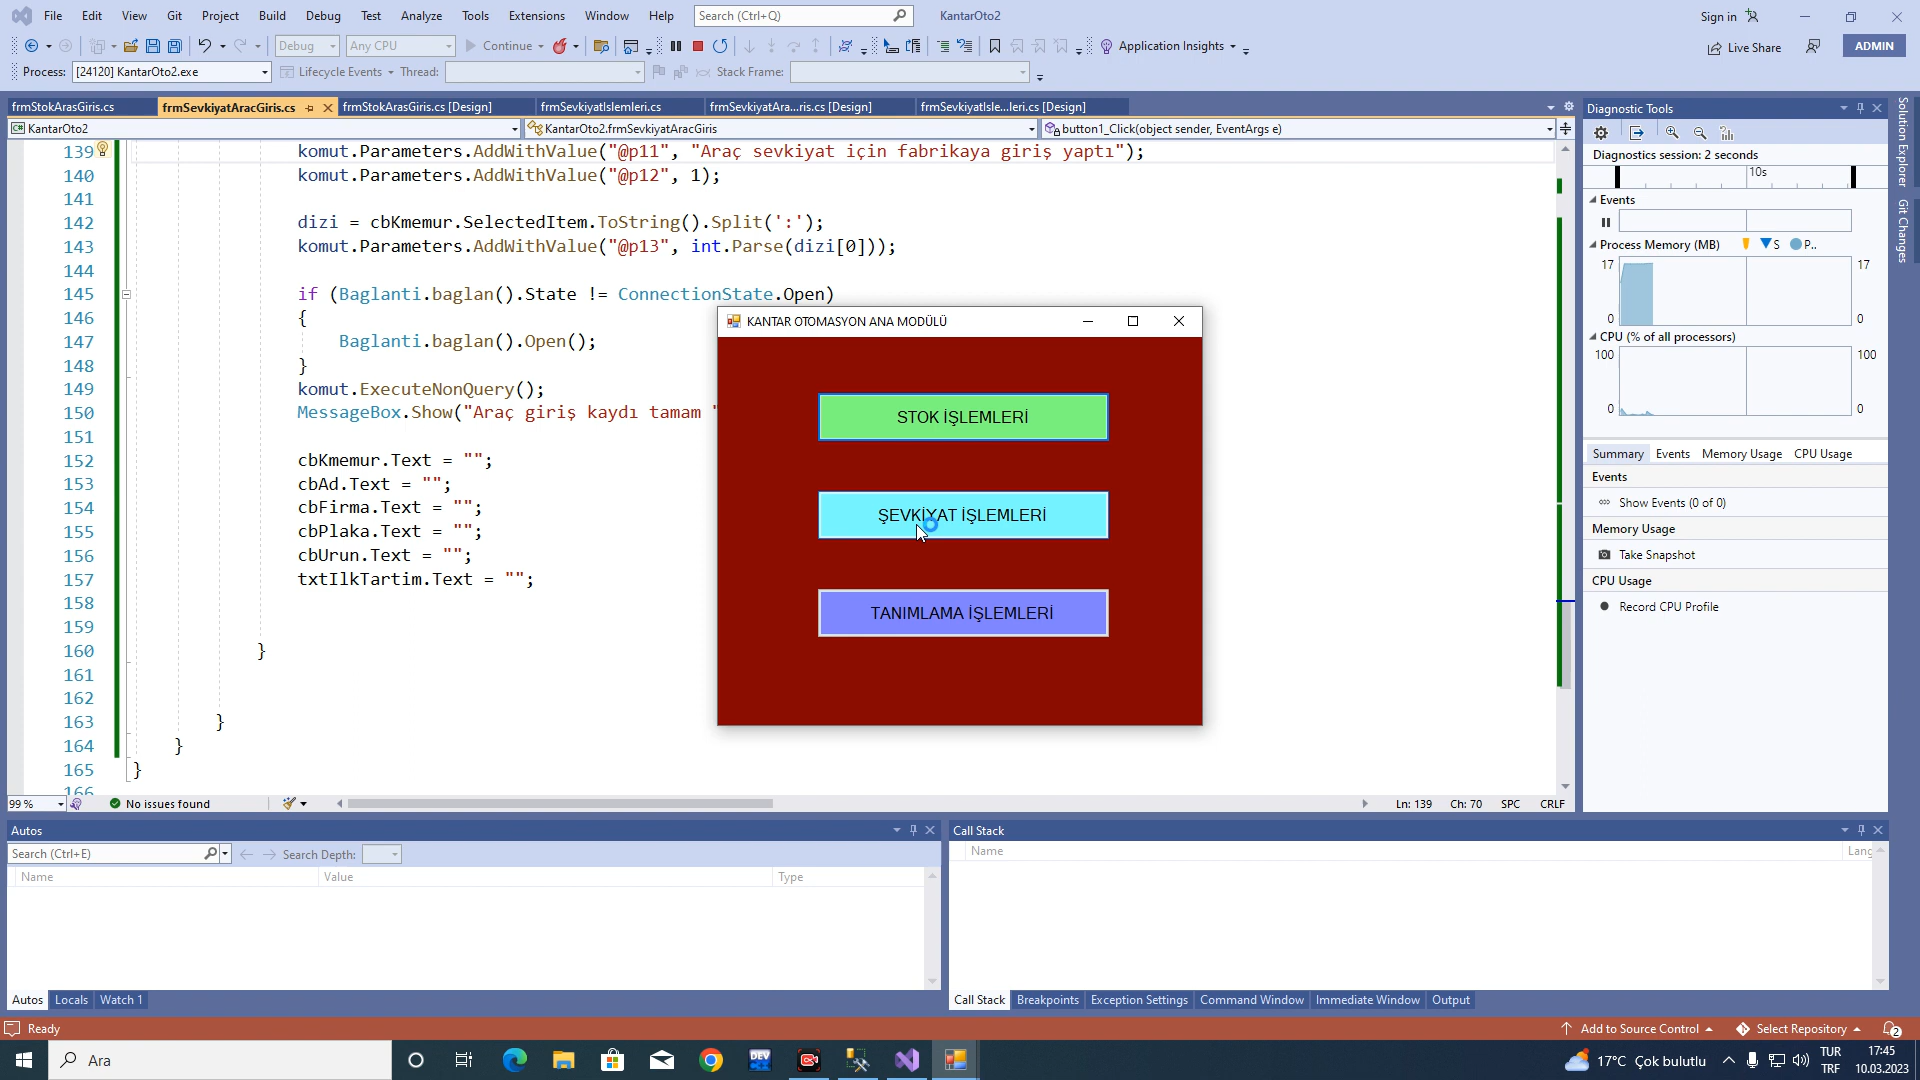 File Edit View Git Project Build Debug Test Analyze Tools Extensions Window Help Search (Ctrl+Q) KantarOto2 Sign in
Debug Any CPU Continue Application Insights Live Share ADMIN
Process: [24120] KantarOto2.exe Lifecycle Events Thread: Stack Frame:
frmStokArasGiris.cs frmSevkiyatAracGiris.cs frmStokArasGiris.cs [Design] frmSevkiyatIslemleri.cs frmSevkiyatAra...ris.cs [Design] frmSevkiyatIsle...leri.cs [Design]
KantarOto2 KantarOto2.frmSevkiyatAracGiris button1_Click(object sender, EventArgs e)
139 komut.Parameters.AddWithValue("@p11", "Araç sevkiyat için fabrikaya giriş yaptı");
140 komut.Parameters.AddWithValue("@p12", 1);
141
142 dizi = cbKmemur.SelectedItem.ToString().Split(':');
143 komut.Parameters.AddWithValue("@p13", int.Parse(dizi[0]));
144
145 if (Baglanti.baglan().State != ConnectionState.Open)
146 {
147 Baglanti.baglan().Open();
148 }
149 komut.ExecuteNonQuery();
150 MessageBox.Show("Araç giriş kaydı tamam "
151
152 cbKmemur.Text = "";
153 cbAd.Text = "";
154 cbFirma.Text = "";
155 cbPlaka.Text = "";
156 cbUrun.Text = "";
157 txtIlkTartim.Text = "";
158
159
160 }
161
162
163 }
164 }
165 }
166
KANTAR OTOMASYON ANA MODÜLÜ
STOK İŞLEMLERİ
ŞEVKİYAT İŞLEMLERİ
TANIMLAMA İŞLEMLERİ
Diagnostic Tools
Diagnostics session: 2 seconds
10s
Events
Process Memory (MB) S P..
17 17
0 0
CPU (% of all processors)
100 100
0 0
Summary Events Memory Usage CPU Usage
Events
Show Events (0 of 0)
Memory Usage
Take Snapshot
CPU Usage
Record CPU Profile
Solution Explorer
Git Changes
99 % No issues found Ln: 139 Ch: 70 SPC CRLF
Autos
Search (Ctrl+E) Search Depth:
Name Value Type
Autos Locals Watch 1
Call Stack
Name Lang
Call Stack Breakpoints Exception Settings Command Window Immediate Window Output
Ready Add to Source Control Select Repository 2
Ara DEV 17°C Çok bulutlu TUR TRF 17:45 10.03.2023